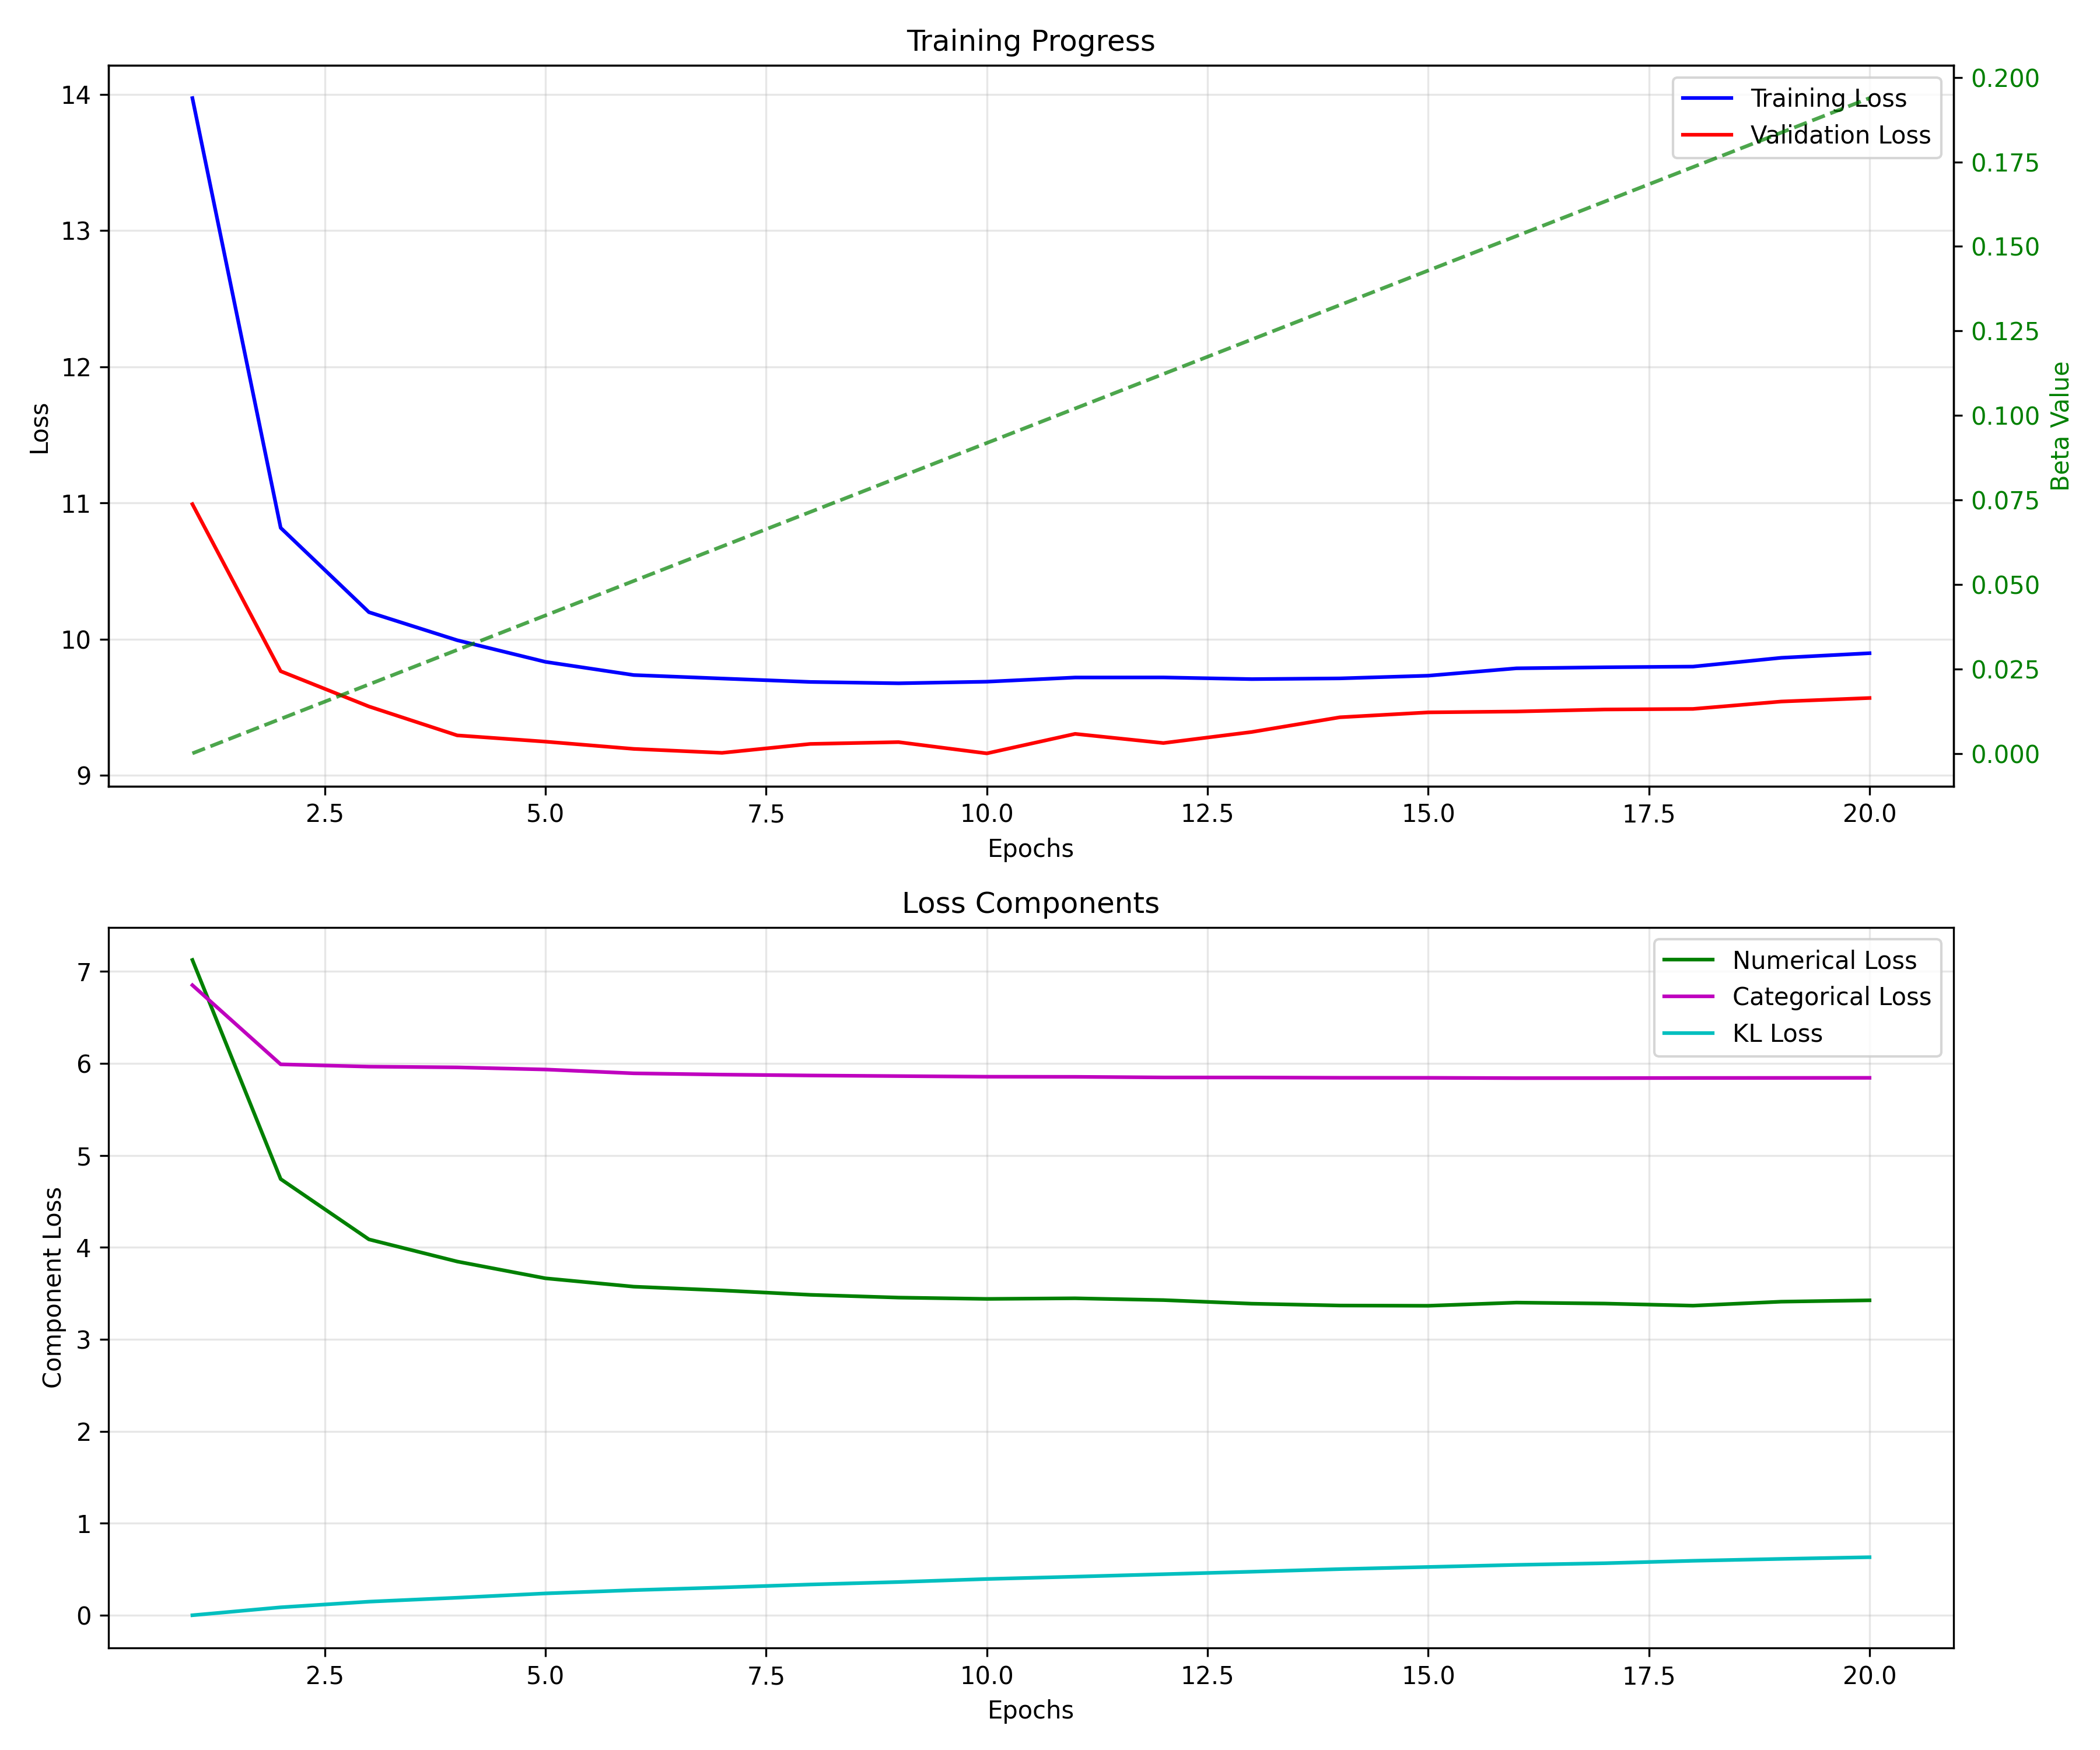 Training Progress
14
13
12
11
10
9
Loss
Training Loss
Validation Loss
0.200
0.175
0.150
0.125
0.100
0.075
0.050
0.025
0.000
Beta Value
2.5 5.0 7.5 10.0 12.5 15.0 17.5 20.0
Epochs
Loss Components
7
6
5
4
3
2
1
0
Component Loss
Numerical Loss
Categorical Loss
KL Loss
2.5 5.0 7.5 10.0 12.5 15.0 17.5 20.0
Epochs